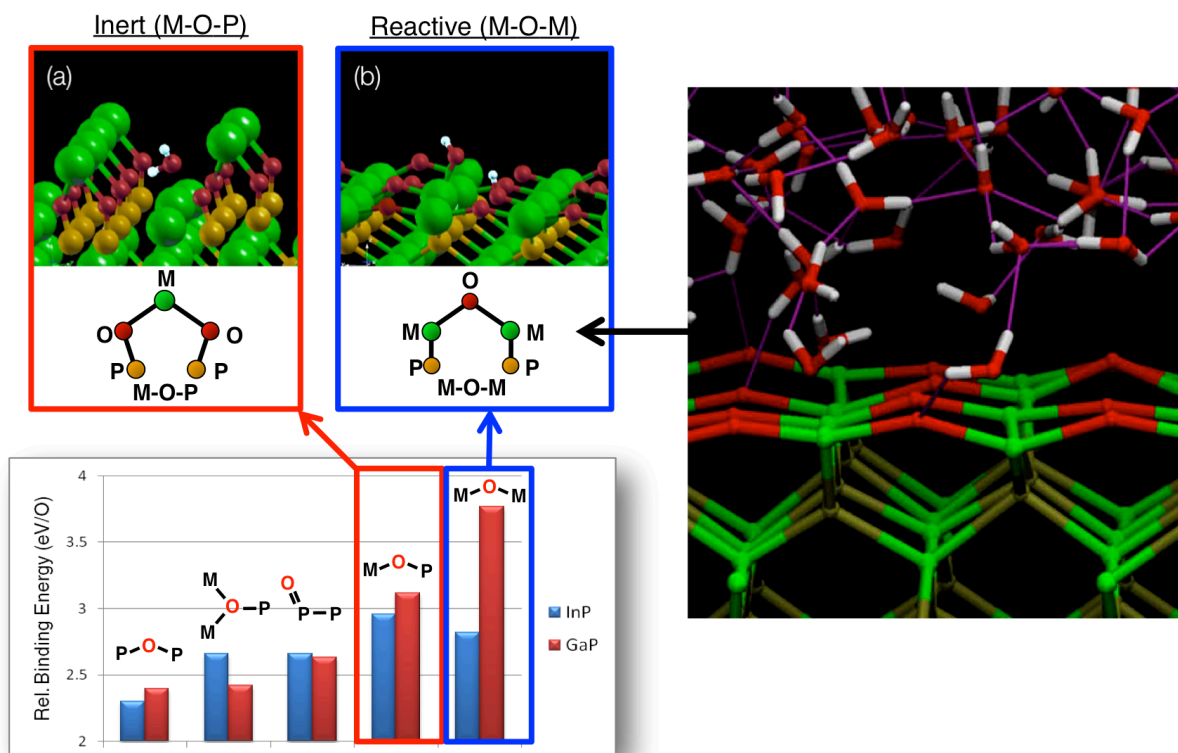 Inert (M-O-P)
Reactive (M-O-M)
(a)
(b)
M
O O
P P
M-O-P
O
M M
P P
M-O-M
Rel. Binding Energy (eV/O)
4
3.5
3
2.5
2
P O P
M
O P
M
O
P P
M O P
M O M
InP
GaP